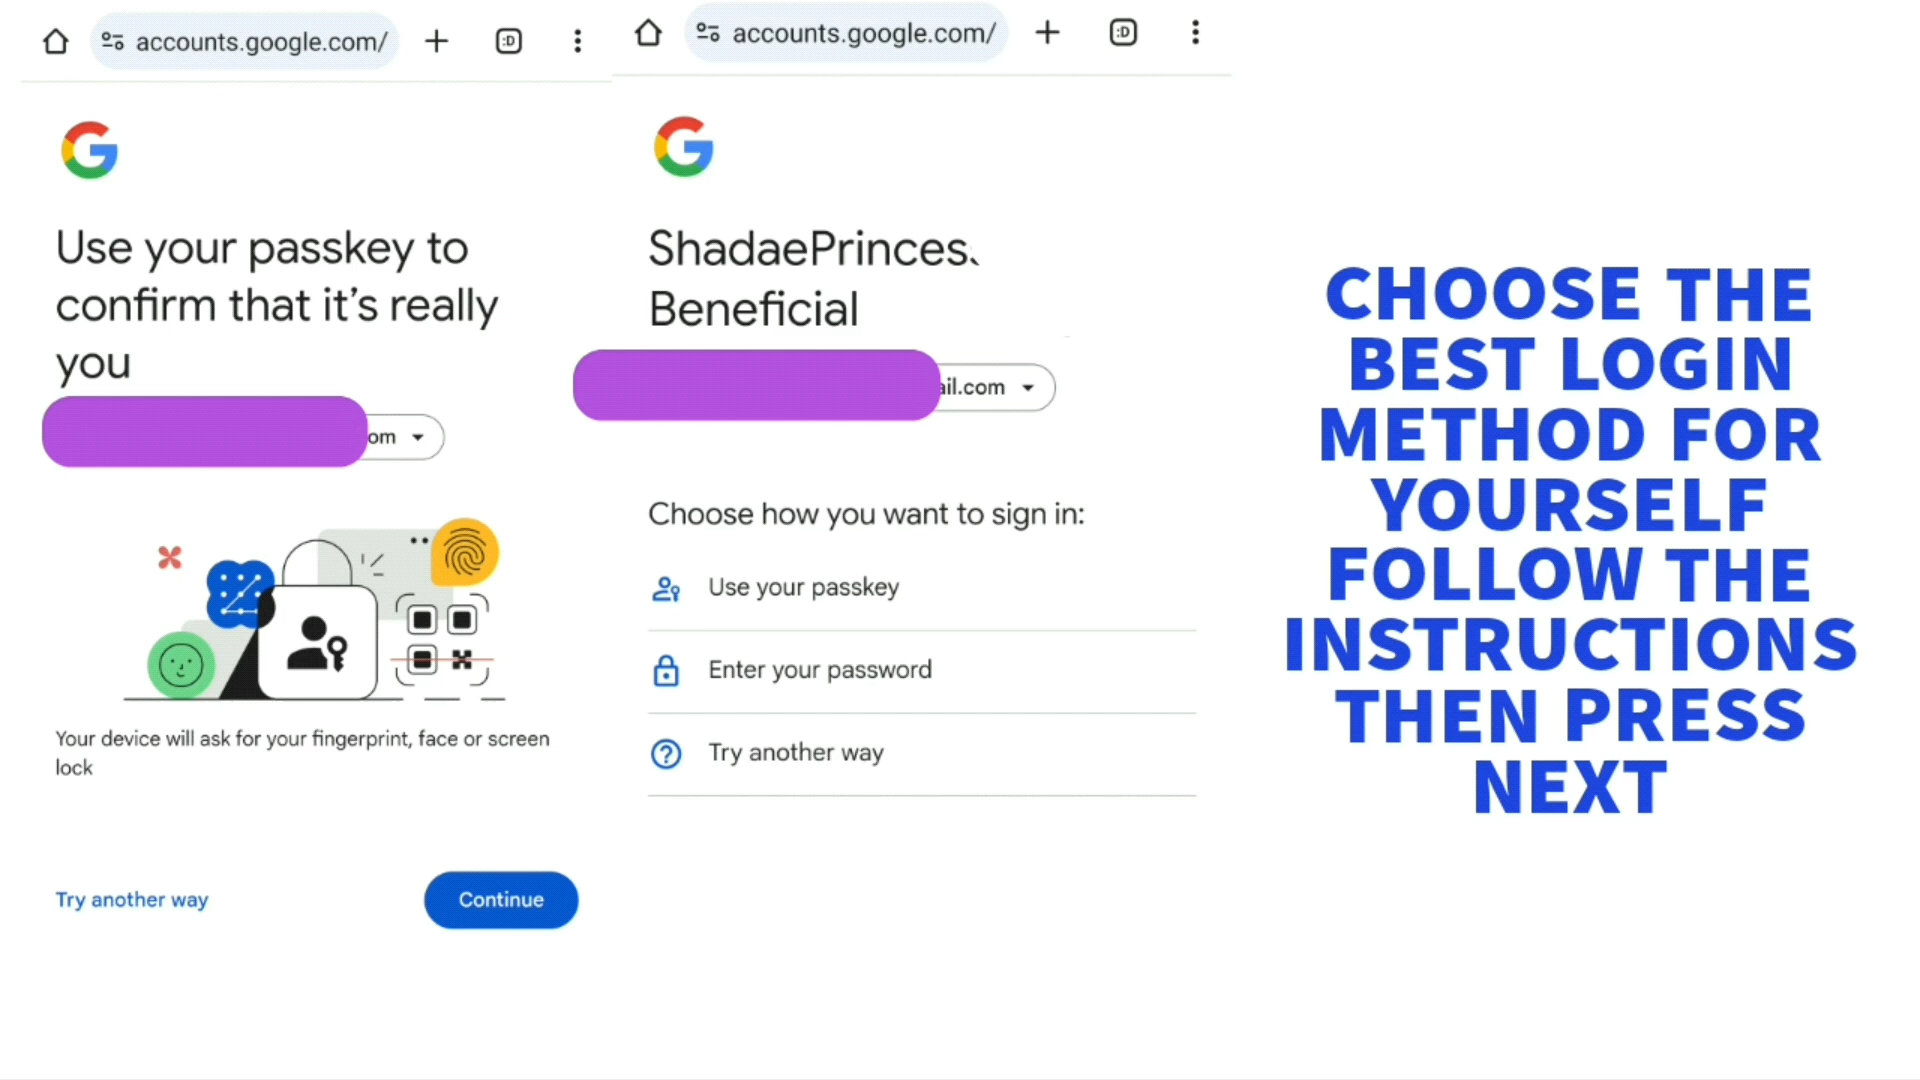 accounts.google.com/
Use your passkey to
confirm that it's really
you
om
Your device will ask for your fingerprint, face or screen
lock
Try another way
Continue
accounts.google.com/
:D
:D
Beneficial
ail.com
Choose how you want to sign in:
Use your passkey
Enter your password
Try another way
CHOOSE THE
BEST LOGIN
METHOD FOR
YOURSELF
FOLLOW THE
INSTRUCTIONS
THEN PRESS
NEXT